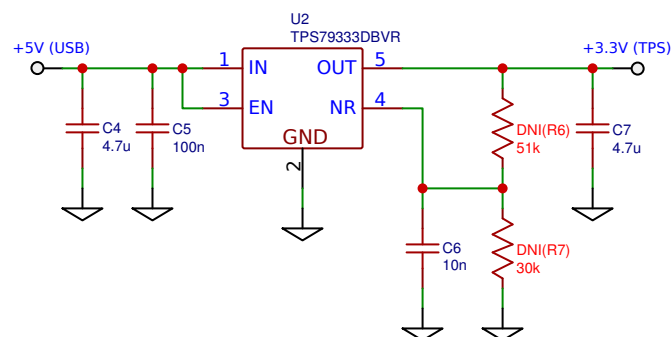 U2
TPS79333DBVR
+5V (USB)
+3.3V (TPS)
1
IN
OUT
5
3
EN
NR
4
GND
2
C4
4.7u
C5
100n
DNI(R6)
51k
C7
4.7u
C6
10n
DNI(R7)
30k